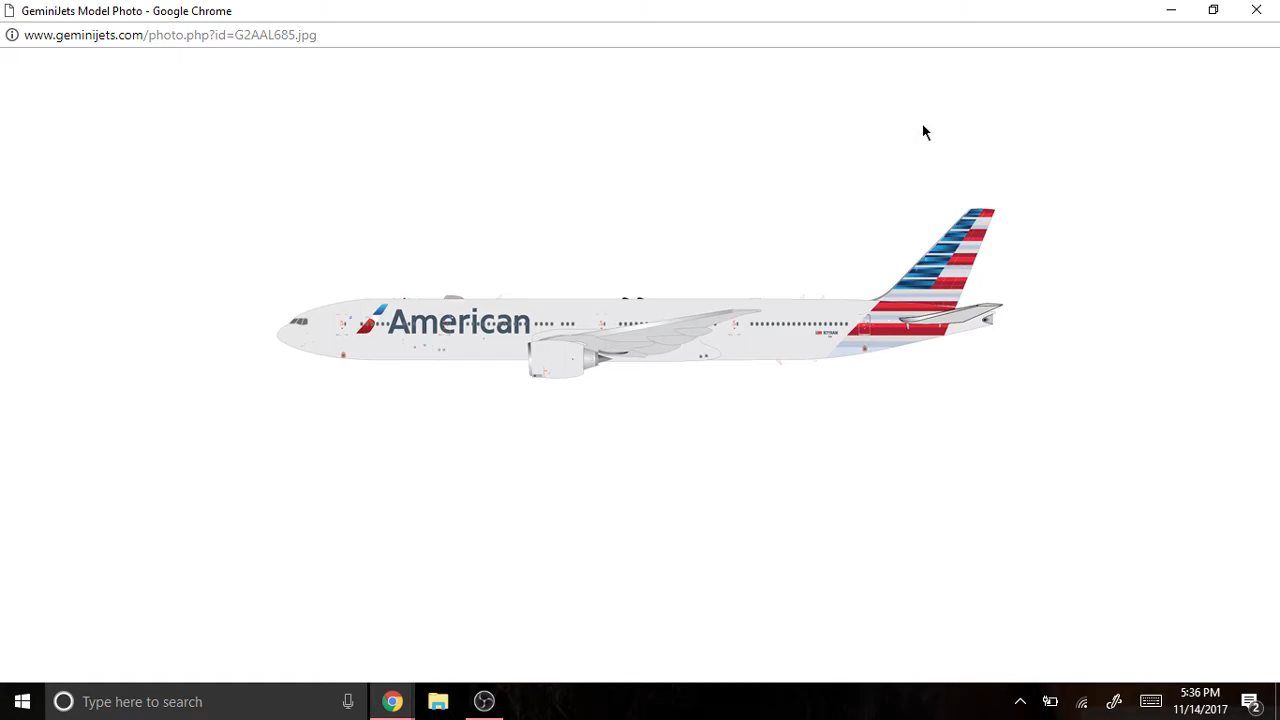 GeminiJets Model Photo - Google Chrome
www.geminijets.com/photo.php?id=G2AAL685.jpg
American
Type here to search
5:36 PM
11/14/2017
2